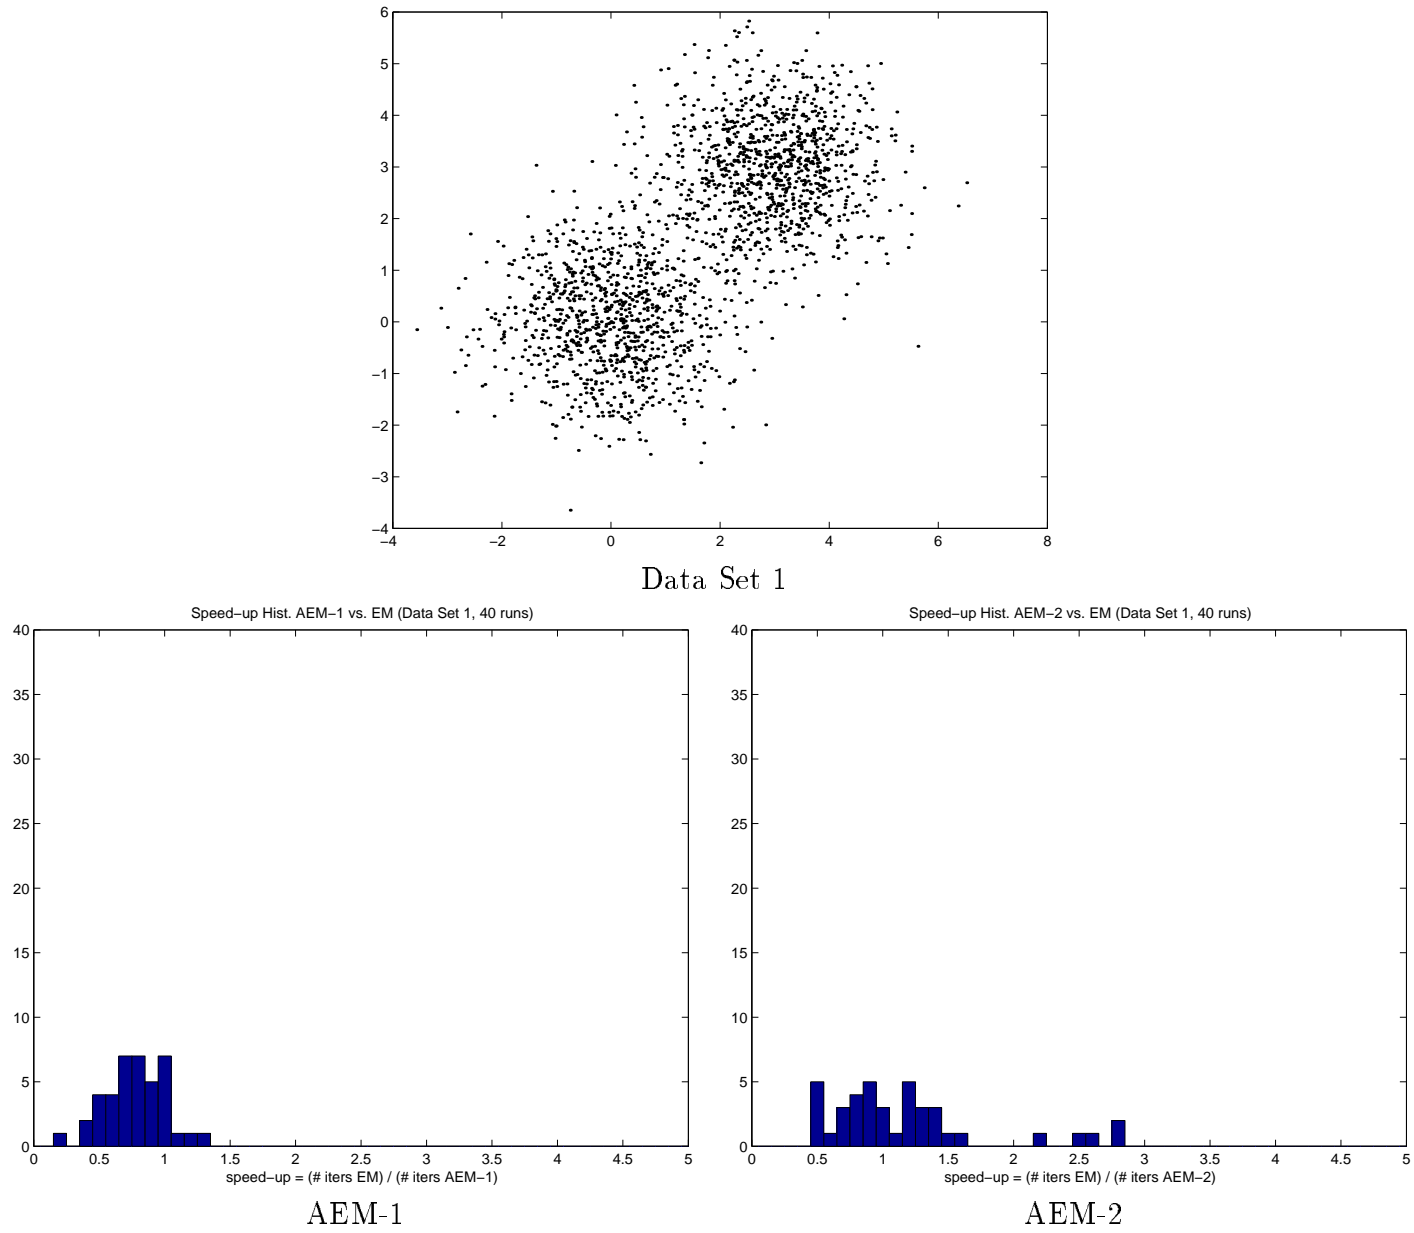 6
5
4
3
2
1
0
−1
−2
−3
−4
−4 −2 0 2 4 6 8
Data Set 1
Speed−up Hist. AEM−1 vs. EM (Data Set 1, 40 runs)
40
35
30
25
20
15
10
5
0
0 0.5 1 1.5 2 2.5 3 3.5 4 4.5 5
speed−up = (# iters EM) / (# iters AEM−1)
AEM-1
Speed−up Hist. AEM−2 vs. EM (Data Set 1, 40 runs)
40
35
30
25
20
15
10
5
0
0 0.5 1 1.5 2 2.5 3 3.5 4 4.5 5
speed−up = (# iters EM) / (# iters AEM−2)
AEM-2